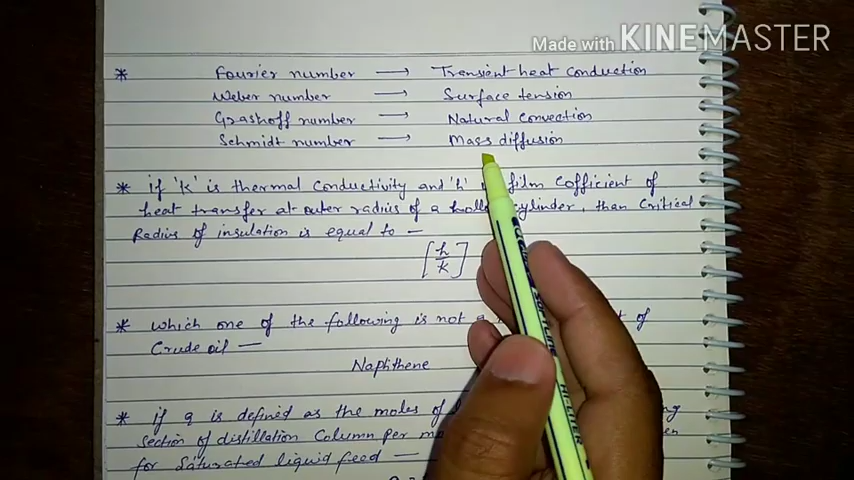 Made with KINEMASTER
* Fourier number → Transient heat conduction
Weber number → Surface tension
Grashoff number → Natural Convection
Schmidt number → Mass diffusion
* if 'K' is thermal Conductivity and 'h' film Cofficient of
heat transfer at outer radius of a hollow cylinder, than Critical
Radius of insulation is equal to –
[h/K]
* which one of the following is not a of
Crude oil —
Naphthene
* if q is defined as the moles of
section of distillation Column per
for saturated liquid feed —